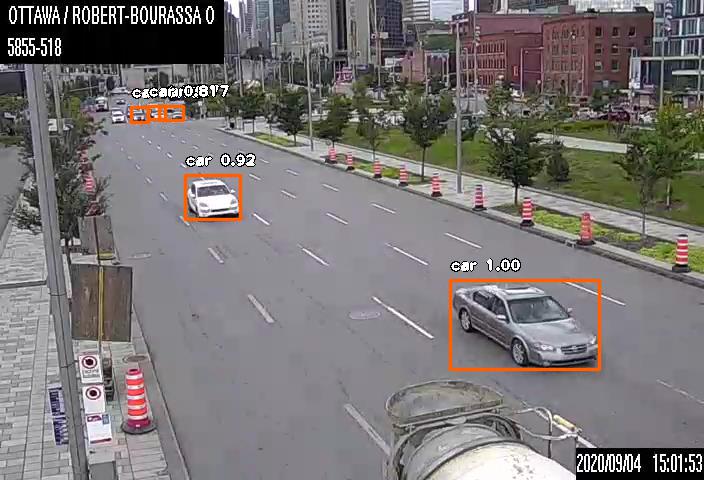 OTTAWA / ROBERT-BOURASSA O
5855-518
car 0.92
car 1.00
2020/09/04 15:01:53